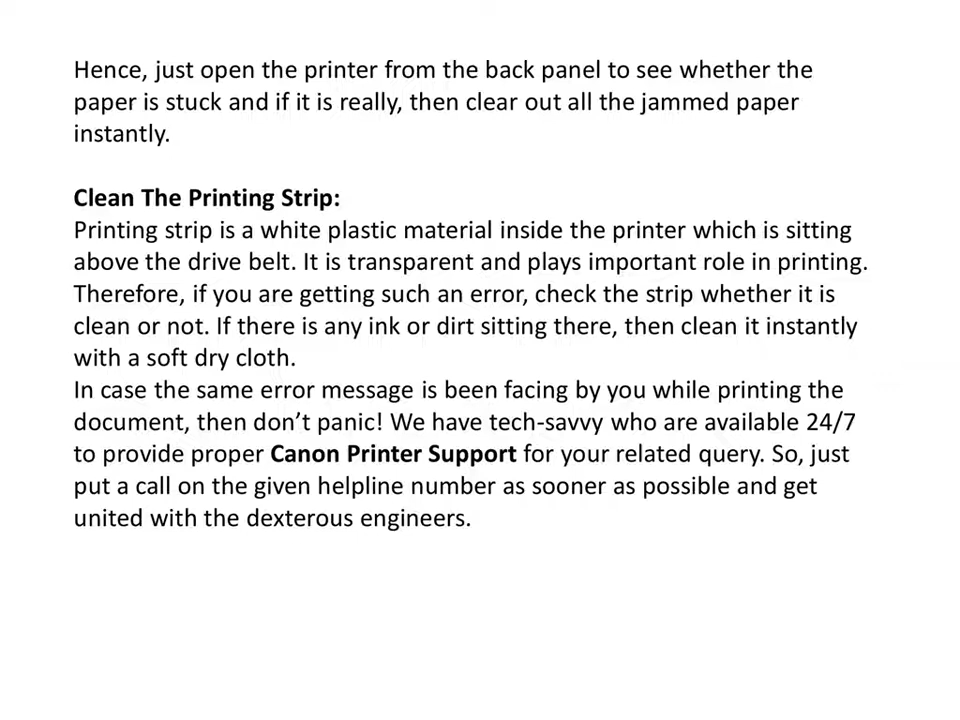 Hence, just open the printer from the back panel to see whether the
paper is stuck and if it is really, then clear out all the jammed paper
instantly.
Clean The Printing Strip:
Printing strip is a white plastic material inside the printer which is sitting
above the drive belt. It is transparent and plays important role in printing.
Therefore, if you are getting such an error, check the strip whether it is
clean or not. If there is any ink or dirt sitting there, then clean it instantly
with a soft dry cloth.
In case the same error message is been facing by you while printing the
document, then don’t panic! We have tech-savvy who are available 24/7
to provide proper Canon Printer Support for your related query. So, just
put a call on the given helpline number as sooner as possible and get
united with the dexterous engineers.